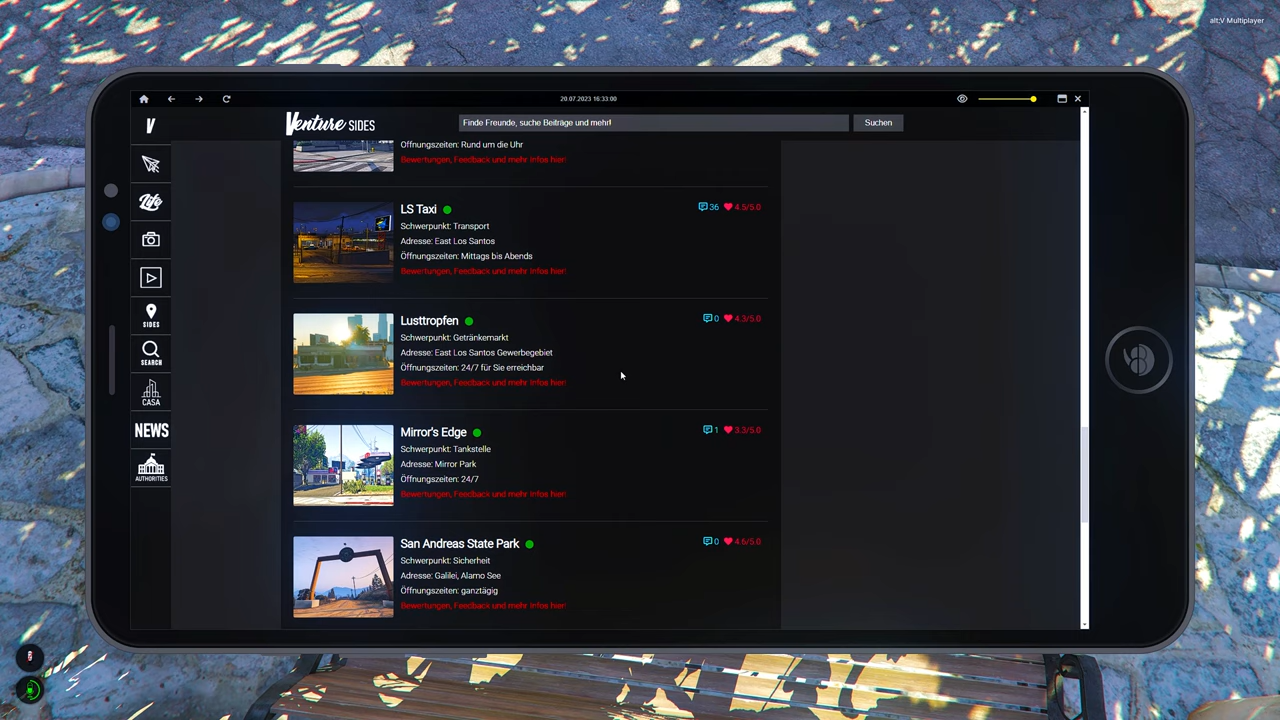 alt:V Multiplayer
20.07.2023 16:33:00
V
Venture SIDES
Finde Freunde, suche Beiträge und mehr!
Suchen
Life
SIDES
SEARCH
CASA
NEWS
AUTHORITIES
Öffnungszeiten: Rund um die Uhr
Bewertungen, Feedback und mehr Infos hier!
LS Taxi
36 4.5/5.0
Schwerpunkt: Transport
Adresse: East Los Santos
Öffnungszeiten: Mittags bis Abends
Bewertungen, Feedback und mehr Infos hier!
Lusttropfen
0 4.3/5.0
Schwerpunkt: Getränkemarkt
Adresse: East Los Santos Gewerbegebiet
Öffnungszeiten: 24/7 für Sie erreichbar
Bewertungen, Feedback und mehr Infos hier!
Mirror's Edge
1 3.3/5.0
Schwerpunkt: Tankstelle
Adresse: Mirror Park
Öffnungszeiten: 24/7
Bewertungen, Feedback und mehr Infos hier!
San Andreas State Park
0 4.6/5.0
Schwerpunkt: Sicherheit
Adresse: Galilei, Alamo See
Öffnungszeiten: ganztägig
Bewertungen, Feedback und mehr Infos hier!